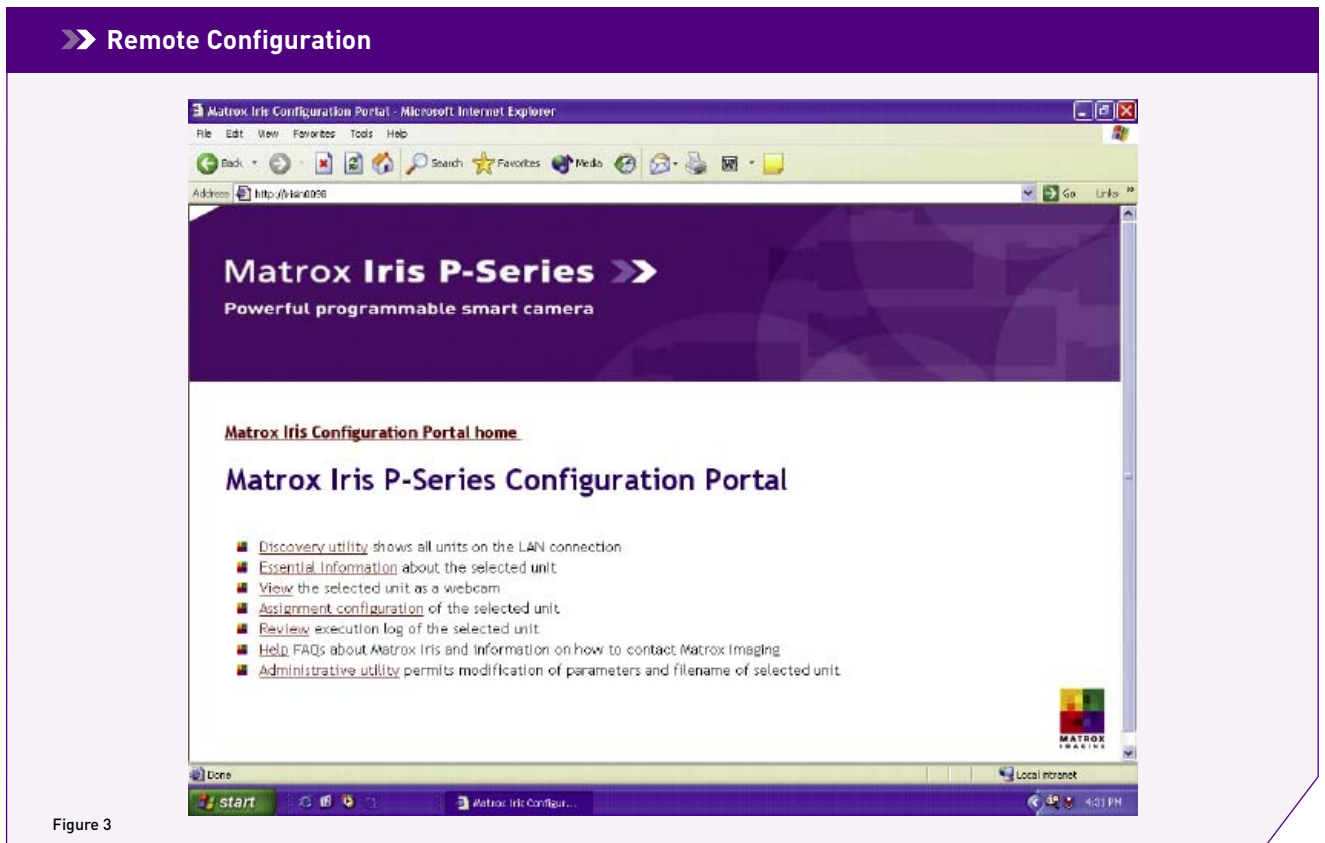 Remote Configuration
Matrox Iris Configuration Portal - Microsoft Internet Explorer
File Edit View Favorites Tools Help
Back Search Favorites Media
Address Go Links »
Matrox Iris P-Series
Powerful programmable smart camera
Matrox Iris Configuration Portal home
Matrox Iris P-Series Configuration Portal
Discovery utility shows all units on the LAN connection
Essential Information about the selected unit
View the selected unit as a webcam
Assignment configuration of the selected unit
Review execution log of the selected unit
Help FAQs about Matrox Iris and information on how to contact Matrox Imaging
Administrative utility permits modification of parameters and filename of selected unit
MATROX
IMAGING
Done Local intranet
start Matrox Iris Configur... 4:31 PM
Figure 3